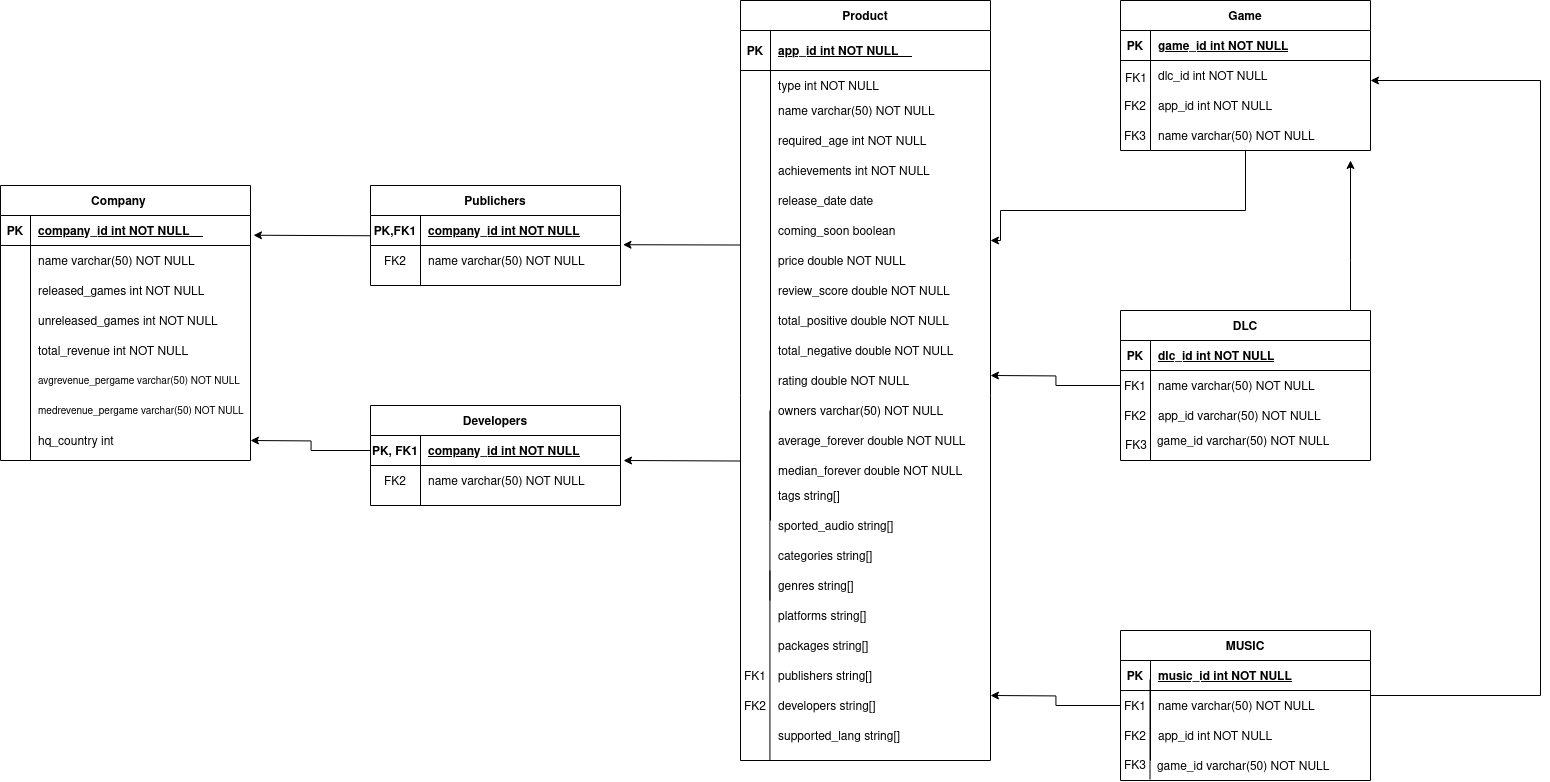 Company
PK company_id int NOT NULL
name varchar(50) NOT NULL
released_games int NOT NULL
unreleased_games int NOT NULL
total_revenue int NOT NULL
avgrevenue_pergame varchar(50) NOT NULL
medrevenue_pergame varchar(50) NOT NULL
hq_country int
Publichers
PK,FK1 company_id int NOT NULL
FK2 name varchar(50) NOT NULL
Developers
PK, FK1 company_id int NOT NULL
FK2 name varchar(50) NOT NULL
Product
PK app_id int NOT NULL
type int NOT NULL
name varchar(50) NOT NULL
required_age int NOT NULL
achievements int NOT NULL
release_date date
coming_soon boolean
price double NOT NULL
review_score double NOT NULL
total_positive double NOT NULL
total_negative double NOT NULL
rating double NOT NULL
owners varchar(50) NOT NULL
average_forever double NOT NULL
median_forever double NOT NULL
tags string[]
sported_audio string[]
categories string[]
genres string[]
platforms string[]
packages string[]
FK1 publishers string[]
FK2 developers string[]
supported_lang string[]
Game
PK game_id int NOT NULL
FK1 dlc_id int NOT NULL
FK2 app_id int NOT NULL
FK3 name varchar(50) NOT NULL
DLC
PK dlc_id int NOT NULL
FK1 name varchar(50) NOT NULL
FK2 app_id varchar(50) NOT NULL
FK3 game_id varchar(50) NOT NULL
MUSIC
PK music_id int NOT NULL
FK1 name varchar(50) NOT NULL
FK2 app_id int NOT NULL
FK3 game_id varchar(50) NOT NULL